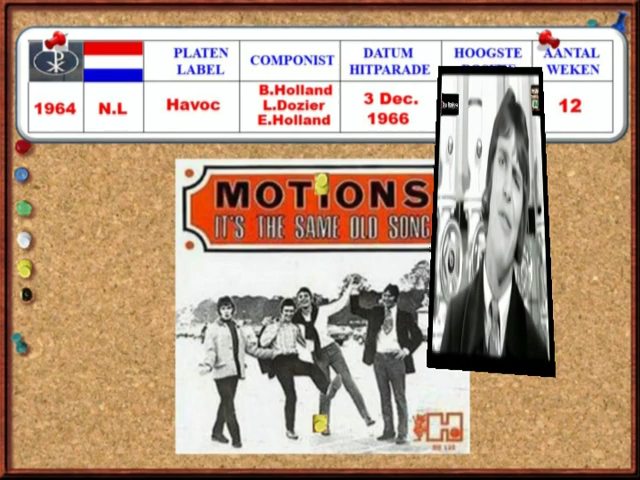 PLATEN LABEL
COMPONIST
DATUM HITPARADE
HOOGSTE
AANTAL WEKEN
1964
N.L
Havoc
B.Holland
L.Dozier
E.Holland
3 Dec.
1966
12
MOTIONS
IT'S THE SAME OLD SONG